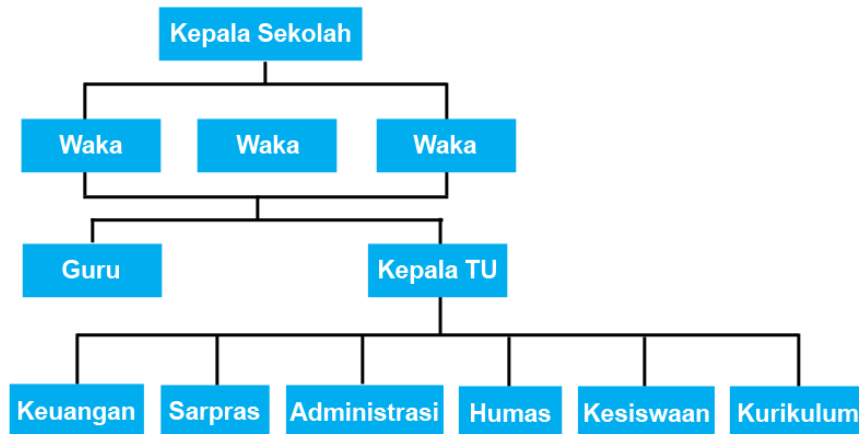 Kepala Sekolah
Waka
Waka
Waka
Guru
Kepala TU
Keuangan
Sarpras
Administrasi
Humas
Kesiswaan
Kurikulum